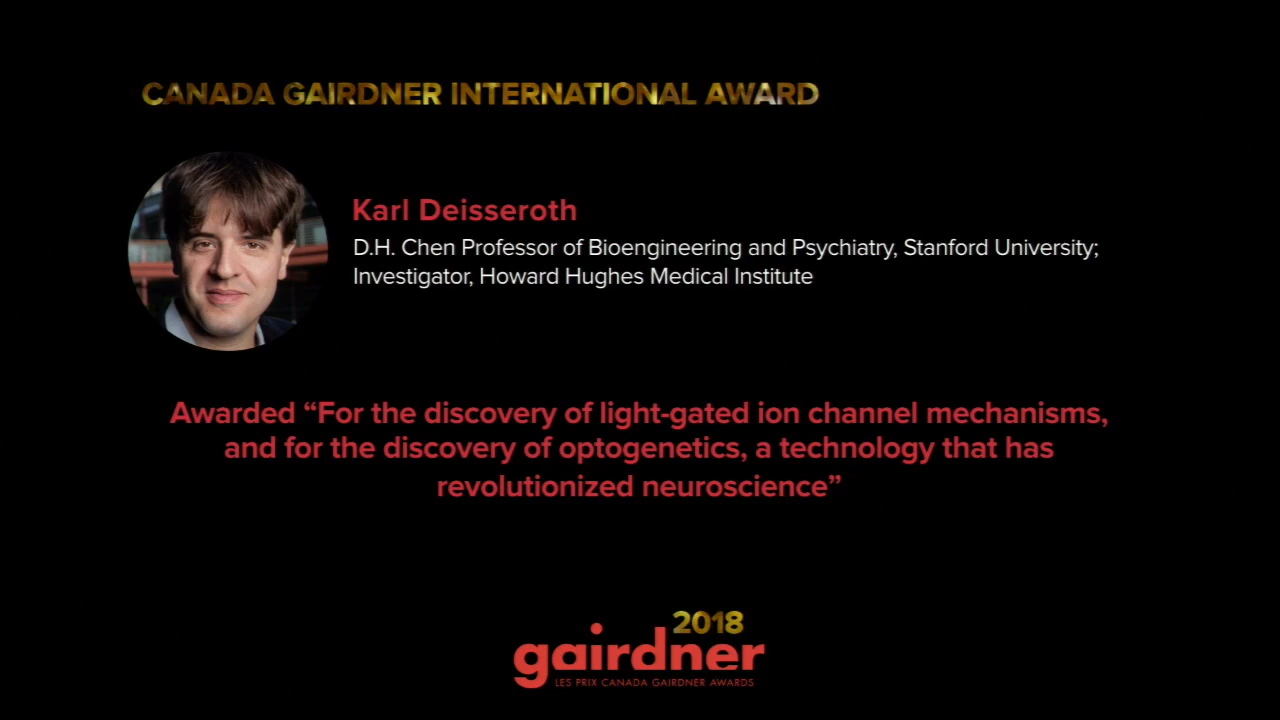 CANADA GAIRDNER INTERNATIONAL AWARD
Karl Deisseroth
D.H. Chen Professor of Bioengineering and Psychiatry, Stanford University;
Investigator, Howard Hughes Medical Institute
Awarded “For the discovery of light-gated ion channel mechanisms,
and for the discovery of optogenetics, a technology that has
revolutionized neuroscience”
2018
gairdner
LES PRIX CANADA GAIRDNER AWARDS